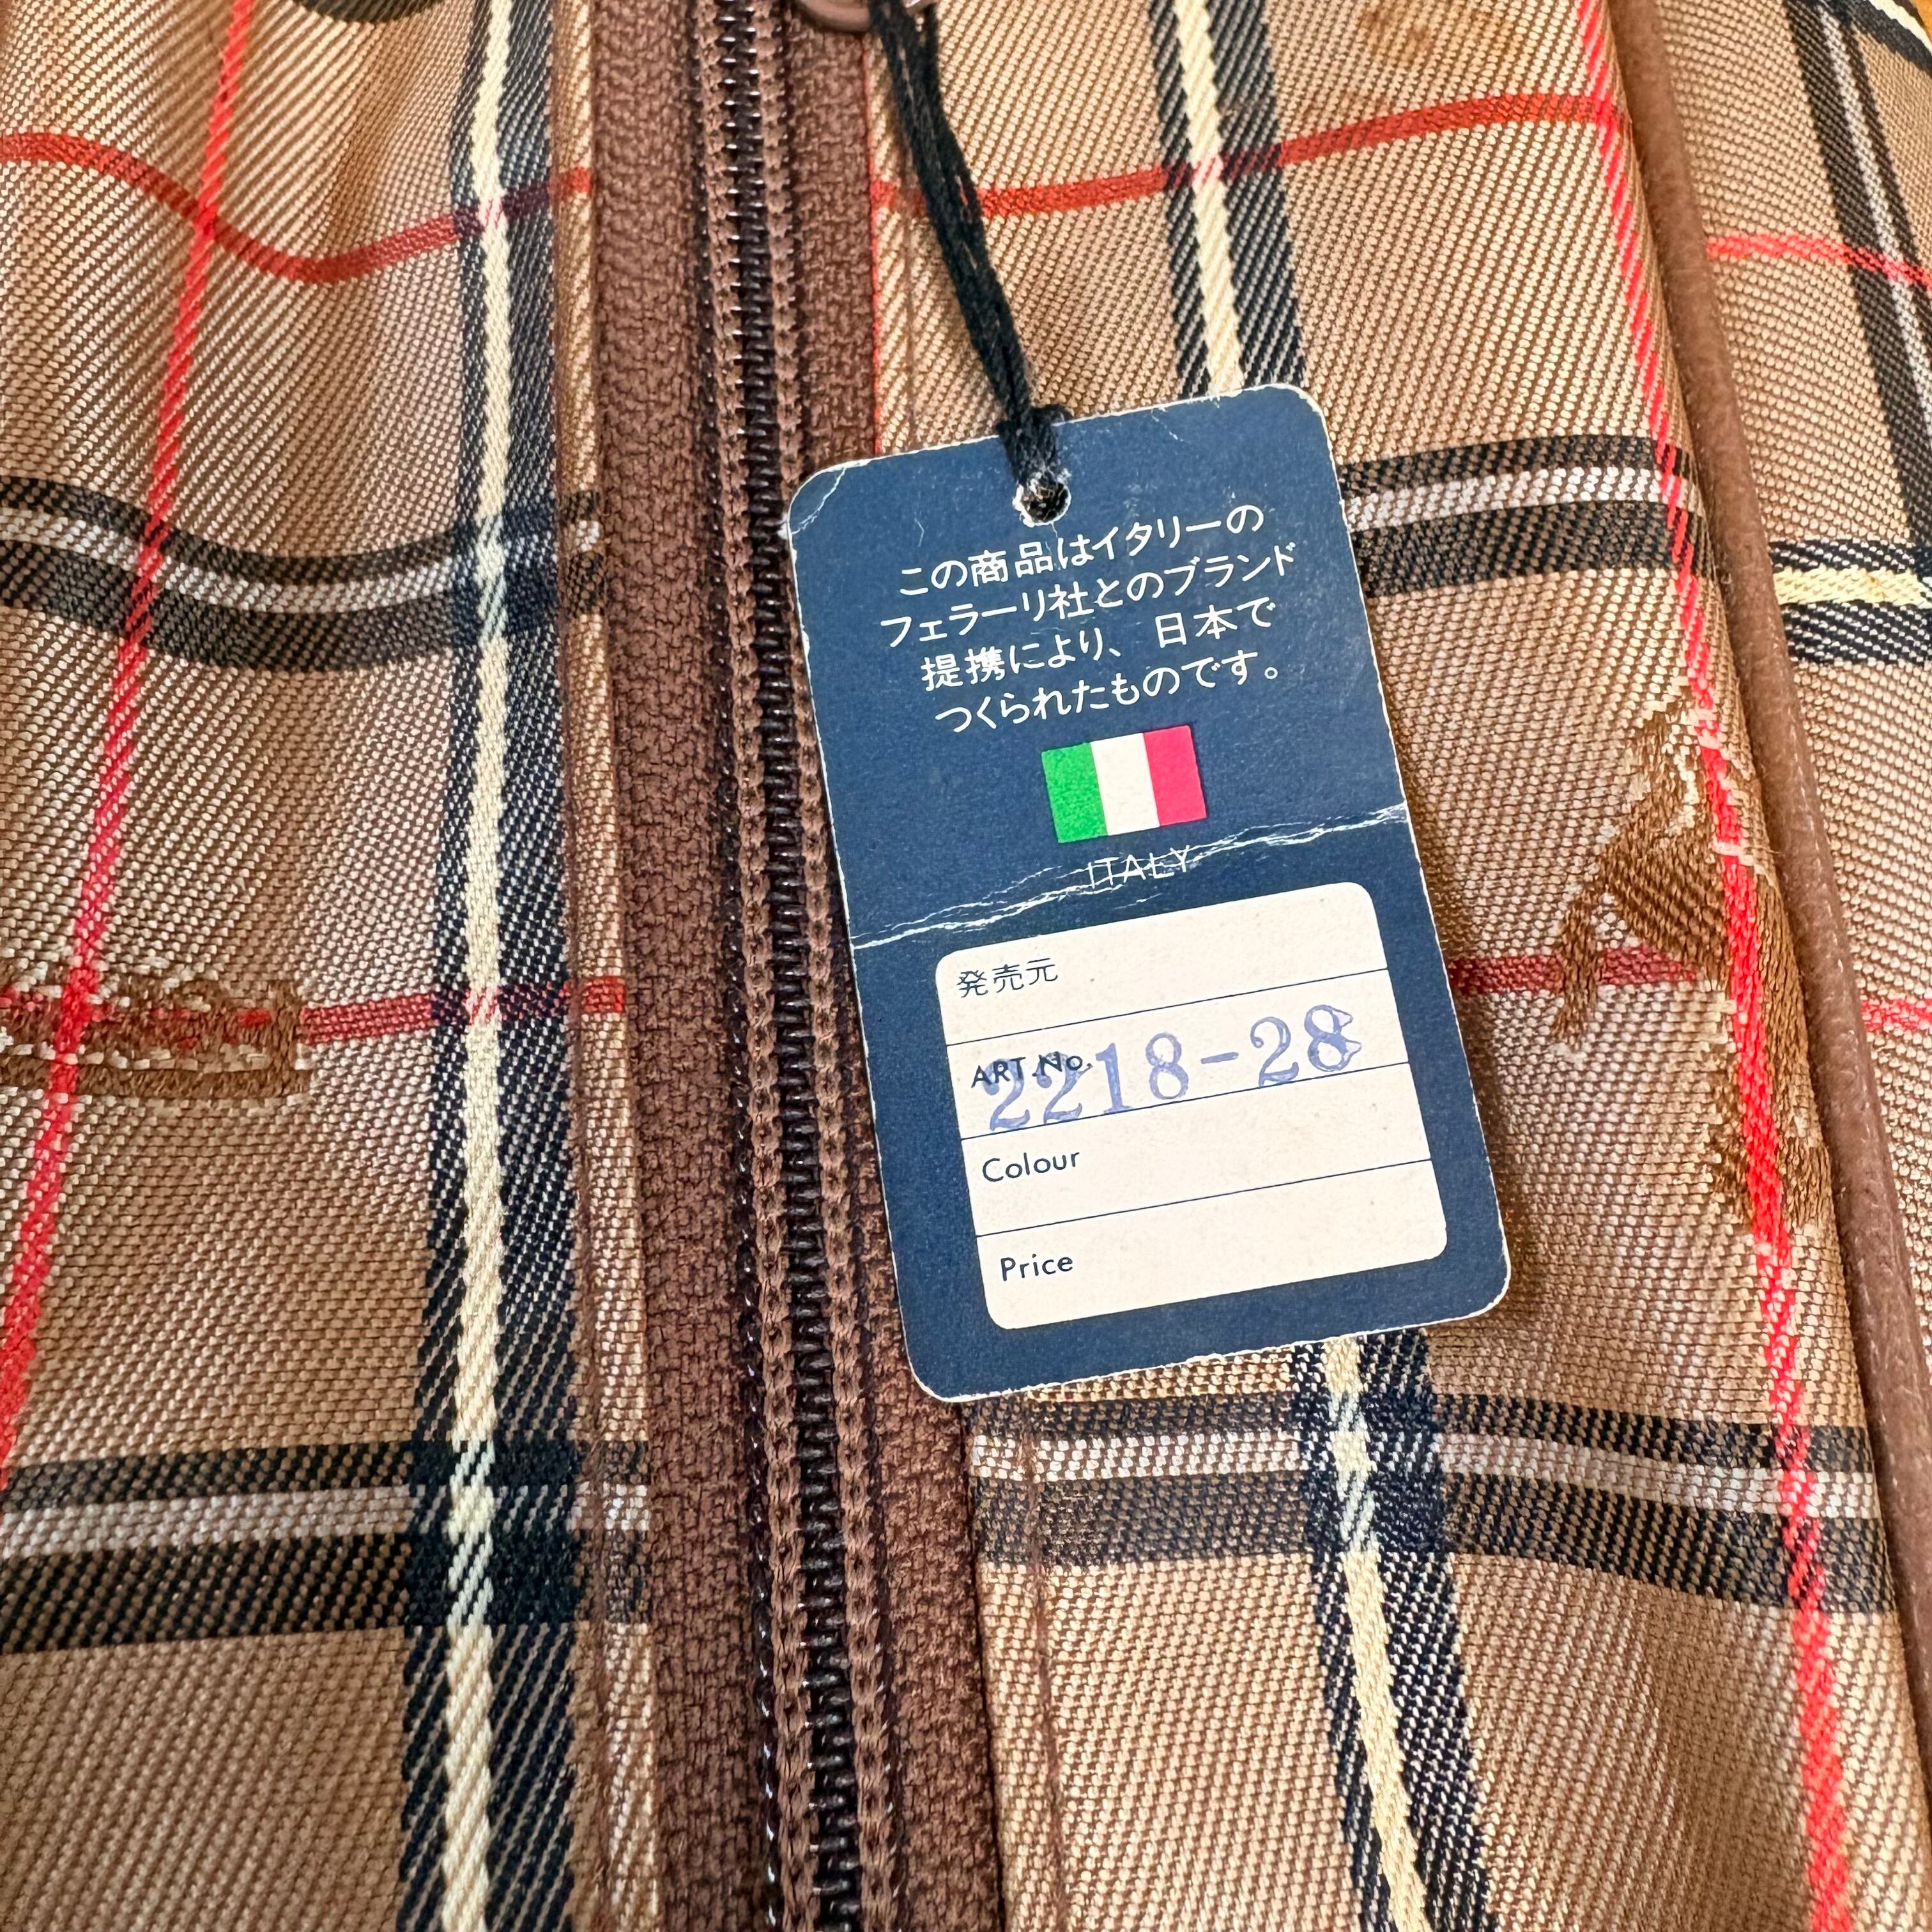 この商品はイタリーの
フェラーリ社とのブランド
提携により、日本で
つくられたものです。
ITALY
発売元
ART.No. 2218-28
Colour
Price